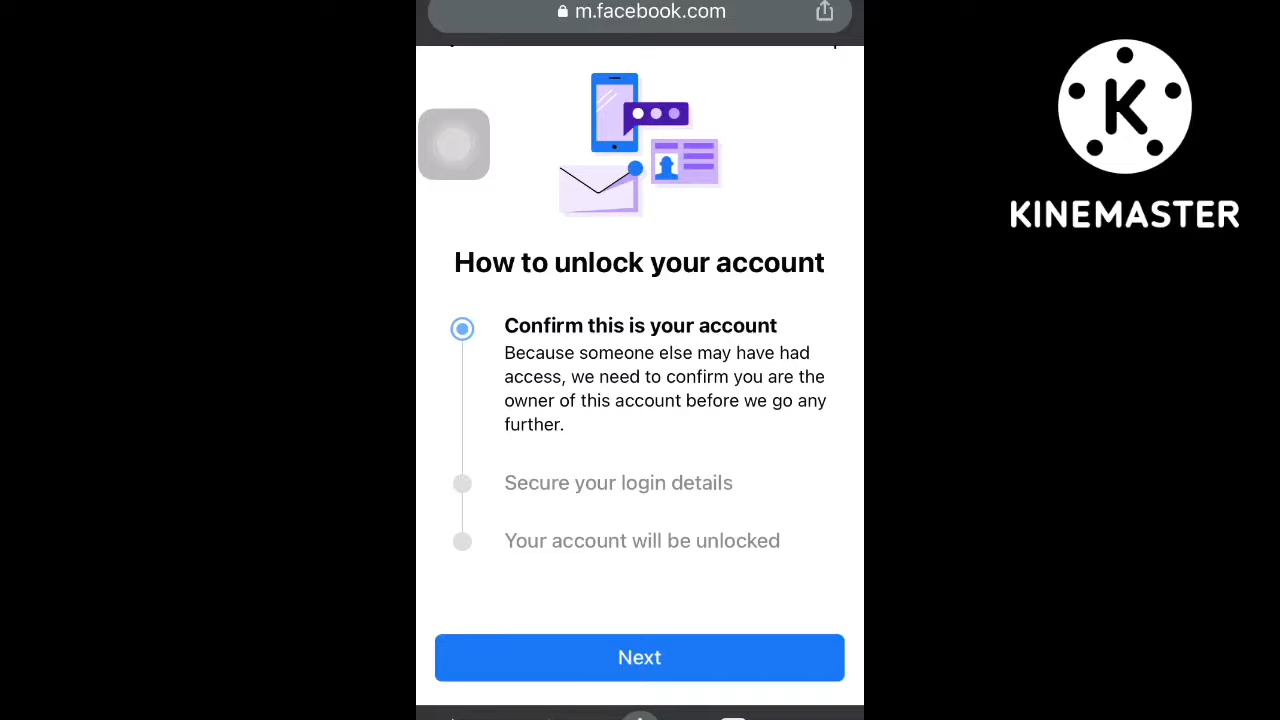 m.facebook.com
K
KINEMASTER
How to unlock your account
Confirm this is your account
Because someone else may have had
access, we need to confirm you are the
owner of this account before we go any
further.
Secure your login details
Your account will be unlocked
Next